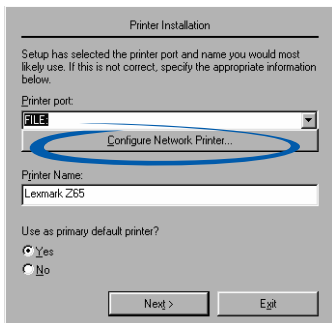 Printer Installation
Setup has selected the printer port and name you would most
likely use. If this is not correct, specify the appropriate information
below.
Printer port:
FILE:
Configure Network Printer...
Printer Name:
Lexmark Z65
Use as primary default printer?
Yes
No
Next >
Exit